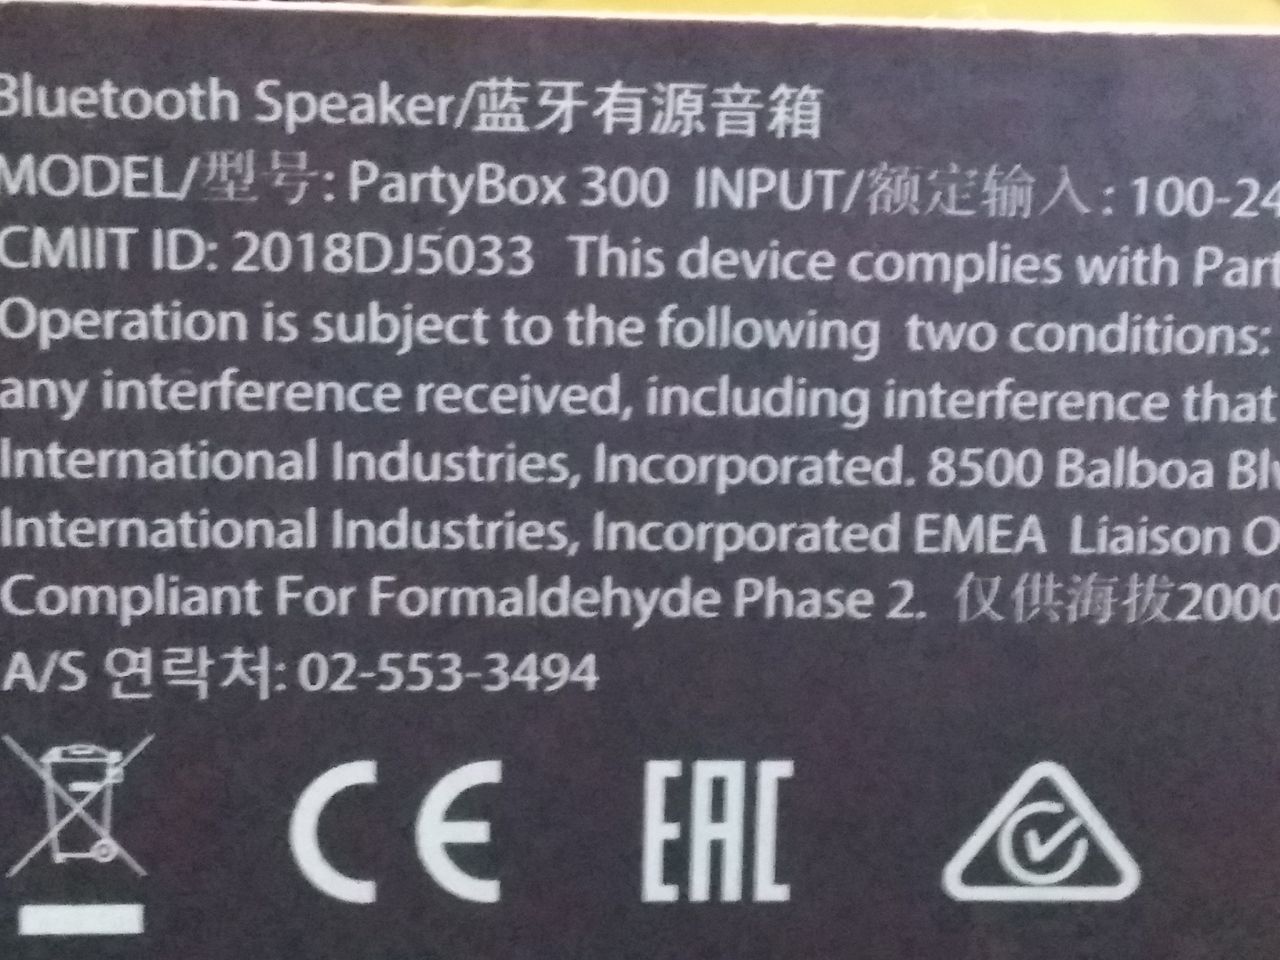 Bluetooth Speaker/蓝牙有源音箱
MODEL/型号: PartyBox 300 INPUT/额定输入: 100-24
CMIIT ID: 2018DJ5033 This device complies with Part
Operation is subject to the following two conditions:
any interference received, including interference that
International Industries, Incorporated. 8500 Balboa Blv
International Industries, Incorporated EMEA Liaison O
Compliant For Formaldehyde Phase 2. 仅供海拔2000
A/S 연락처: 02-553-3494
CE EAC